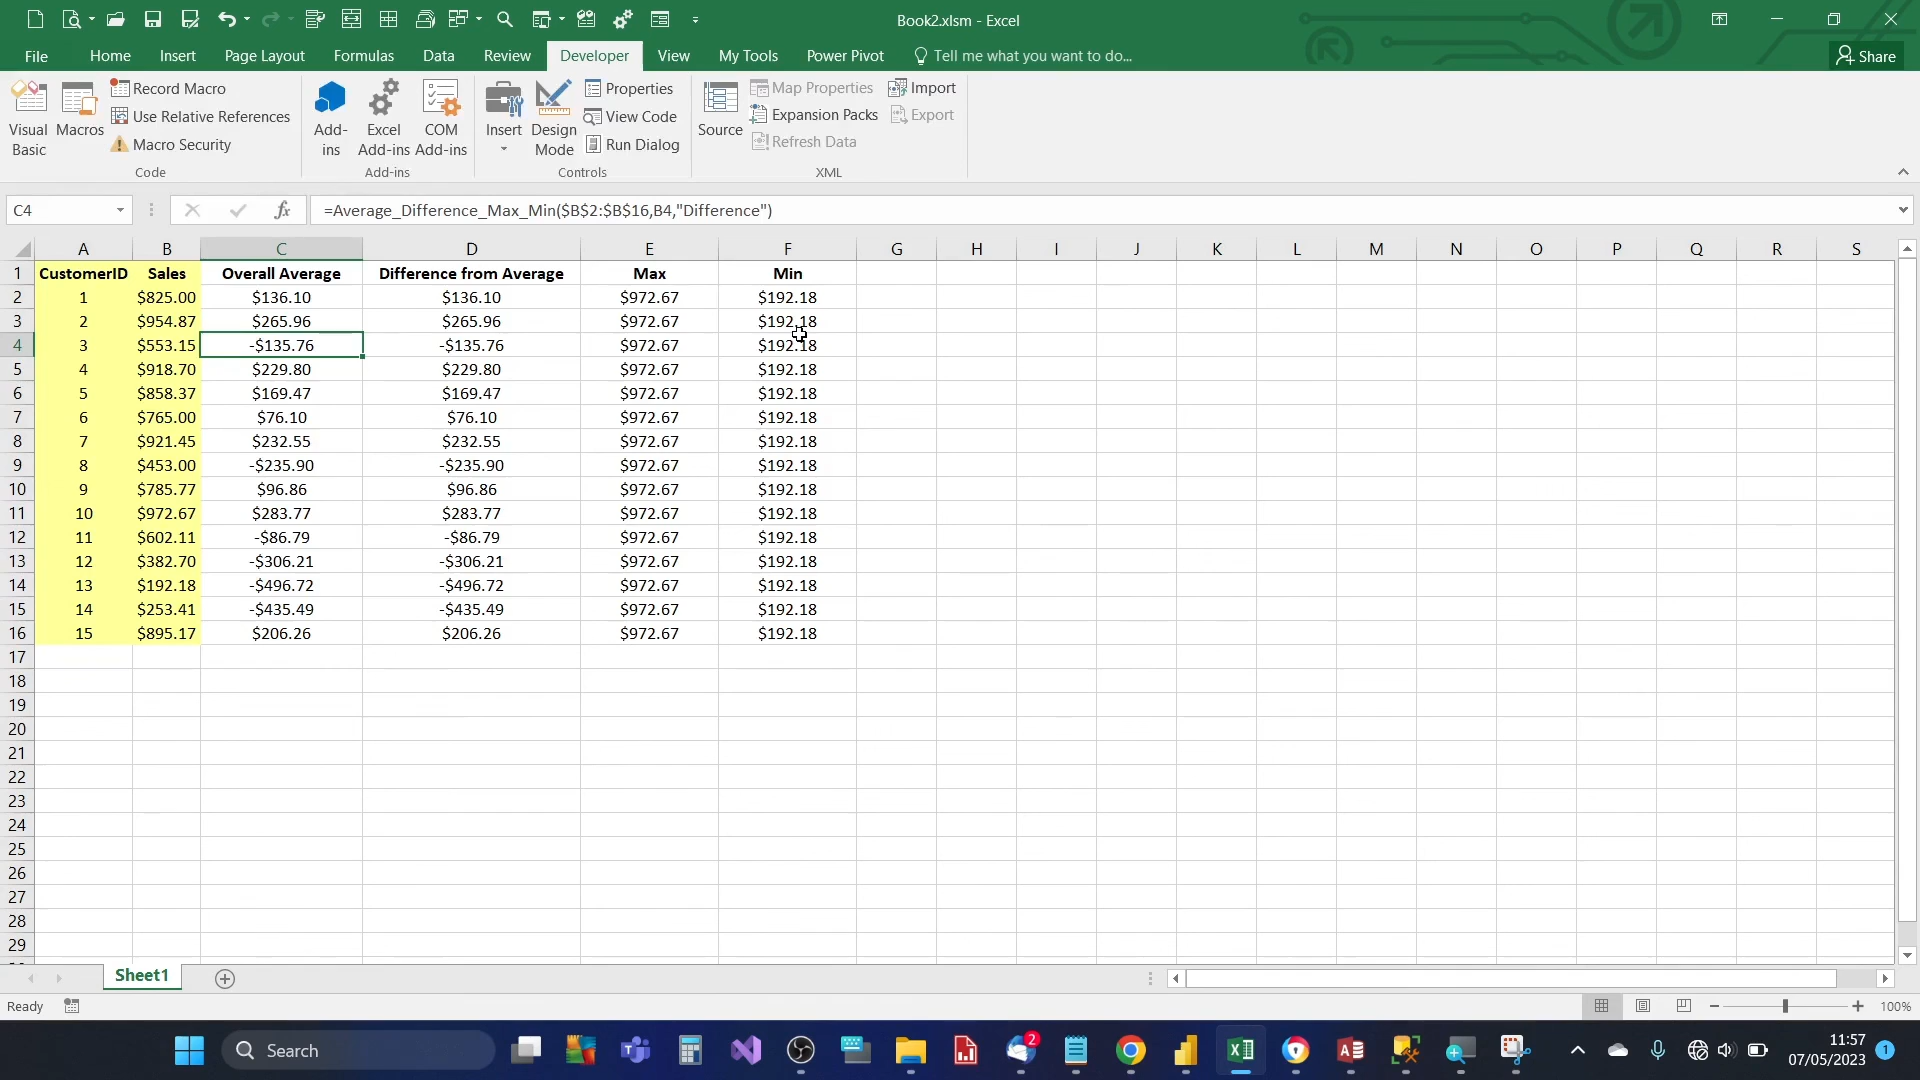 Book2.xlsm - Excel
File Home Insert Page Layout Formulas Data Review Developer View My Tools Power Pivot Tell me what you want to do... Share
Visual Basic
Macros
Record Macro
Use Relative References
Macro Security
Code
Add-ins
Excel Add-ins
COM Add-ins
Add-ins
Insert
Design Mode
Properties
View Code
Run Dialog
Controls
Source
Map Properties
Expansion Packs
Refresh Data
Import
Export
XML
C4 fx =Average_Difference_Max_Min($B$2:$B$16,B4,"Difference")
A B C D E F G H I J K L M N O P Q R S
1 CustomerID Sales Overall Average Difference from Average Max Min
2 1 $825.00 $136.10 $136.10 $972.67 $192.18
3 2 $954.87 $265.96 $265.96 $972.67 $192.18
4 3 $553.15 -$135.76 -$135.76 $972.67 $192.18
5 4 $918.70 $229.80 $229.80 $972.67 $192.18
6 5 $858.37 $169.47 $169.47 $972.67 $192.18
7 6 $765.00 $76.10 $76.10 $972.67 $192.18
8 7 $921.45 $232.55 $232.55 $972.67 $192.18
9 8 $453.00 -$235.90 -$235.90 $972.67 $192.18
10 9 $785.77 $96.86 $96.86 $972.67 $192.18
11 10 $972.67 $283.77 $283.77 $972.67 $192.18
12 11 $602.11 -$86.79 -$86.79 $972.67 $192.18
13 12 $382.70 -$306.21 -$306.21 $972.67 $192.18
14 13 $192.18 -$496.72 -$496.72 $972.67 $192.18
15 14 $253.41 -$435.49 -$435.49 $972.67 $192.18
16 15 $895.17 $206.26 $206.26 $972.67 $192.18
17
18
19
20
21
22
23
24
25
26
27
28
29
Sheet1
Ready
100%
Search
2
11:57
07/05/2023
1